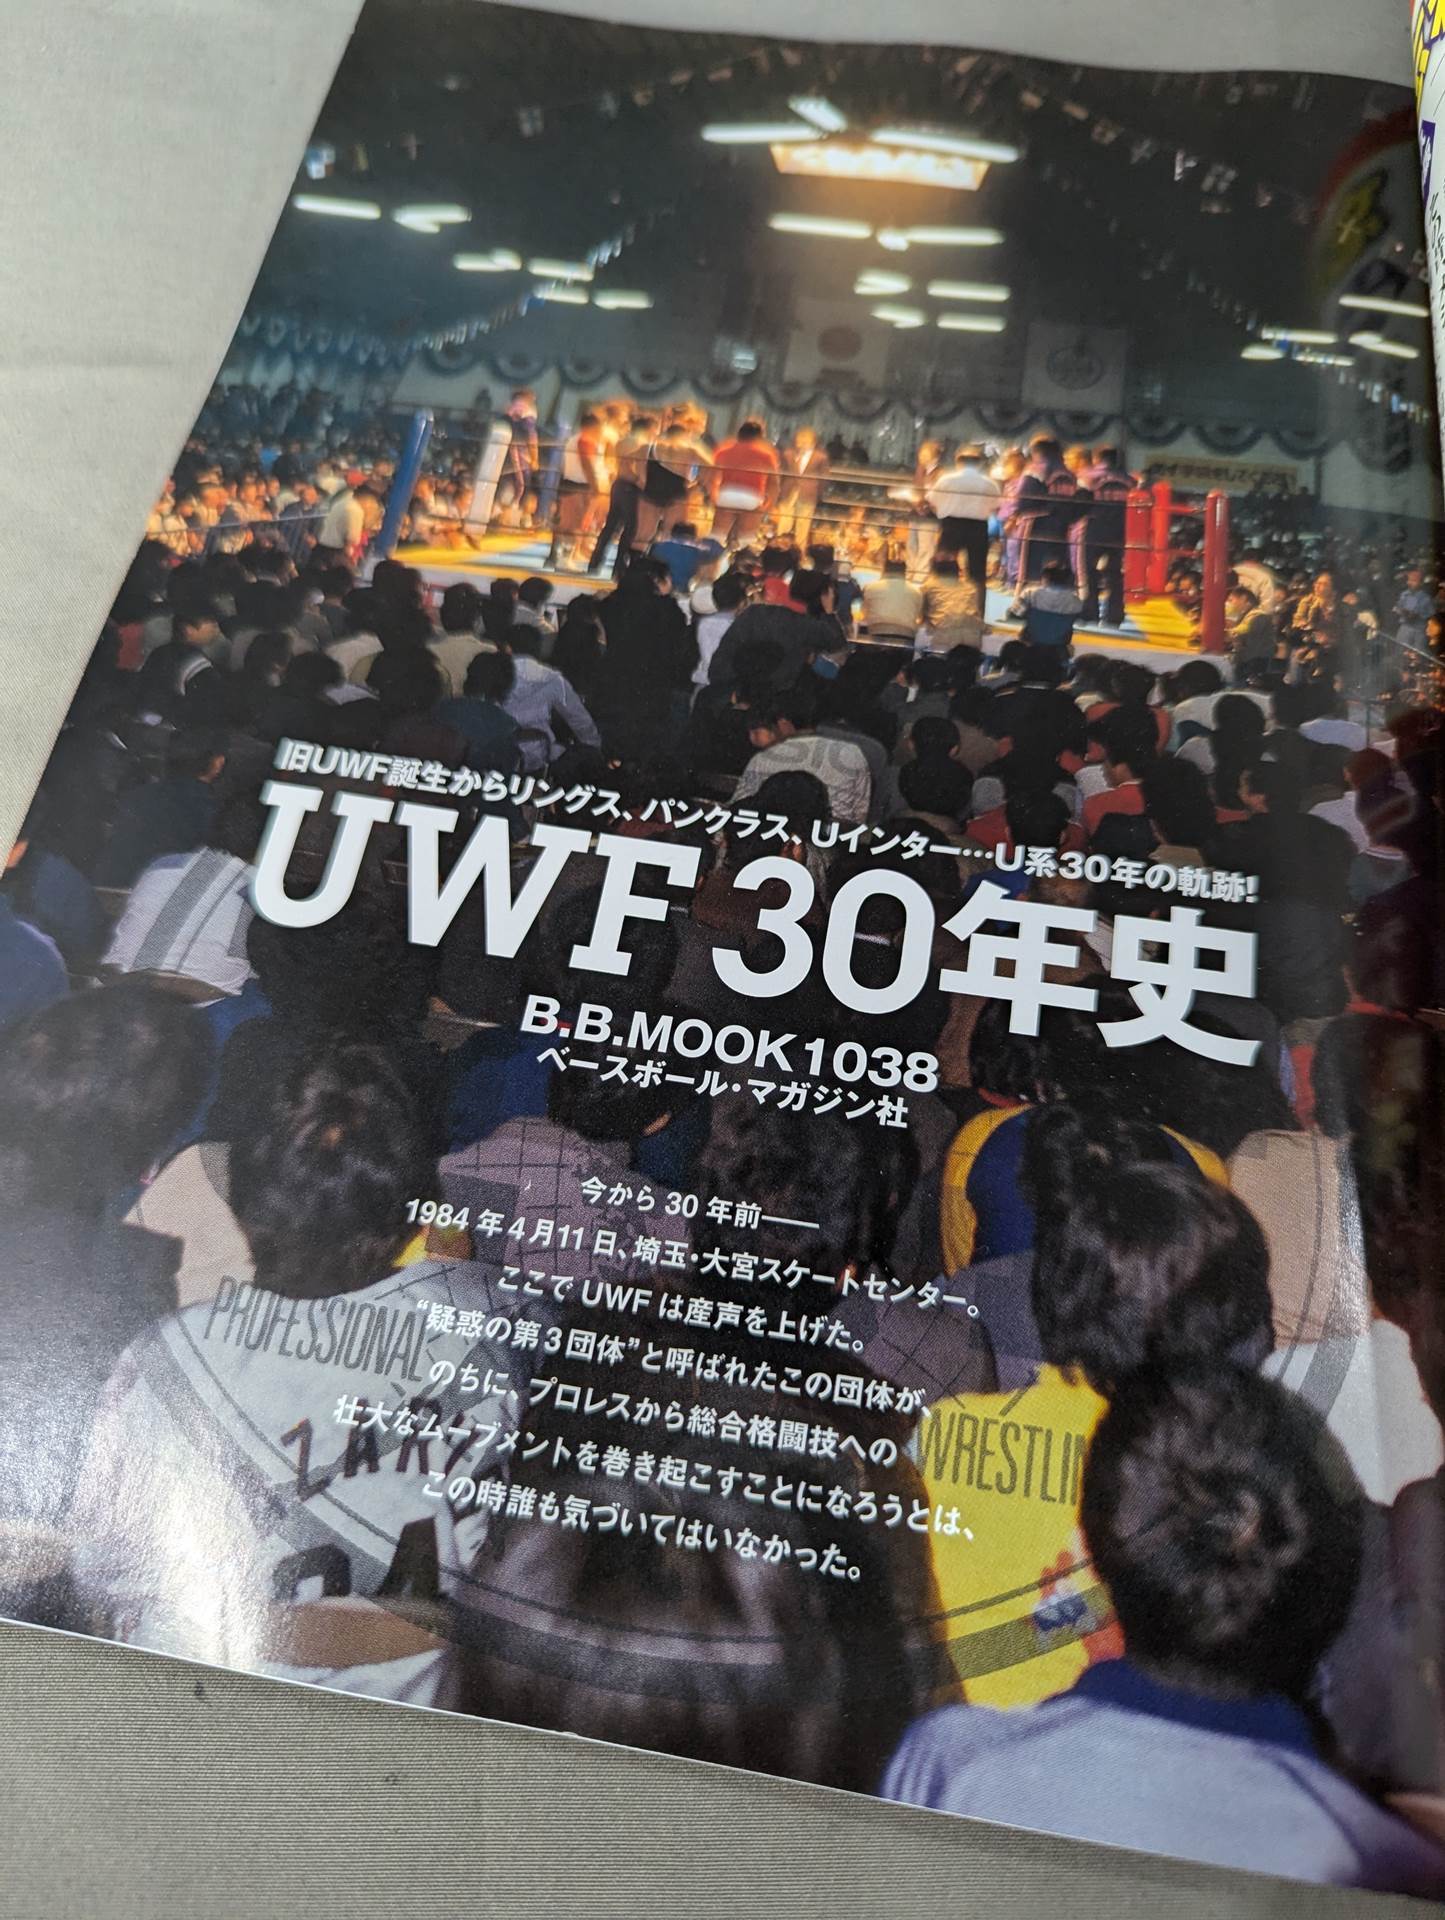 旧UWF誕生からリングス、パンクラス、Uインター…U系30年の軌跡!
UWF 30年史
B.B.MOOK1038
ベースボール・マガジン社
今から30年前――
1984年4月11日、埼玉・大宮スケートセンター。
ここでUWFは産声を上げた。
“疑惑の第3団体”と呼ばれたこの団体が、
のちに、プロレスから総合格闘技への
壮大なムーブメントを巻き起こすことになろうとは、
この時誰も気づいてはいなかった。
PROFESSIONAL
WRESTLIN